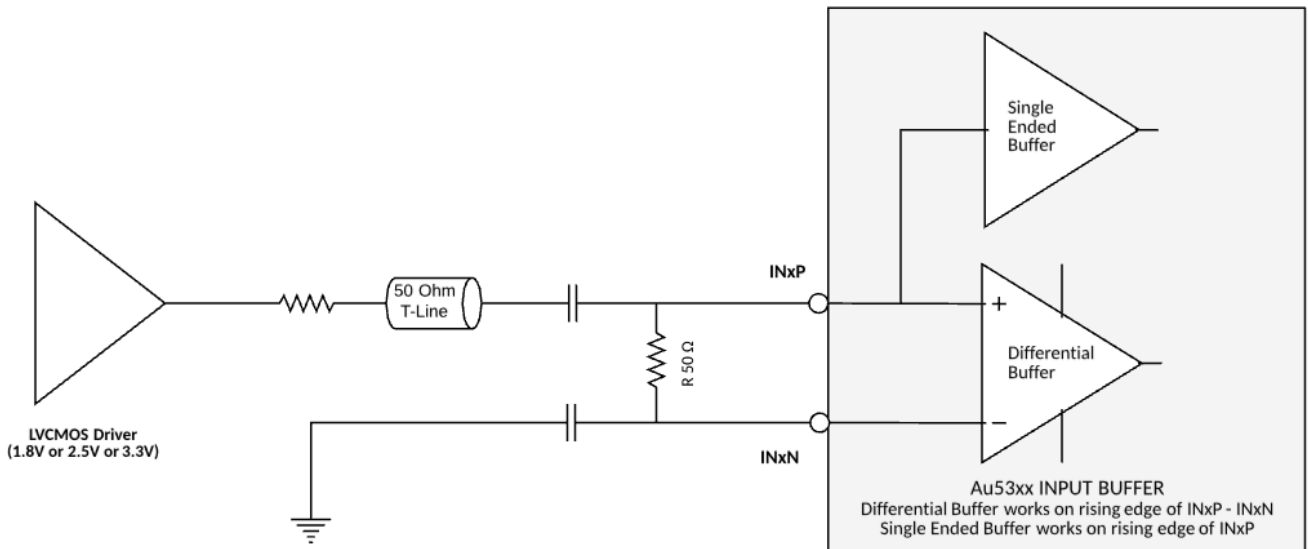 Single
Ended
Buffer
INxP
50 Ohm
T-Line
+
R 50 Ω
Differential
Buffer
−
LVCMOS Driver
(1.8V or 2.5V or 3.3V)
INxN
Au53xx INPUT BUFFER
Differential Buffer works on rising edge of INxP - INxN
Single Ended Buffer works on rising edge of INxP